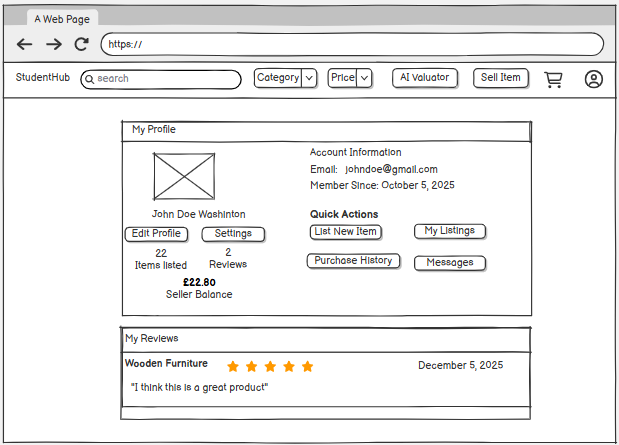 A Web Page
https://
StudentHub search Category Price AI Valuator Sell Item
My Profile
John Doe Washinton
Edit Profile Settings
22 2
Items listed Reviews
£22.80
Seller Balance
Account Information
Email: johndoe@gmail.com
Member Since: October 5, 2025
Quick Actions
List New Item My Listings
Purchase History Messages
My Reviews
Wooden Furniture December 5, 2025
"I think this is a great product"